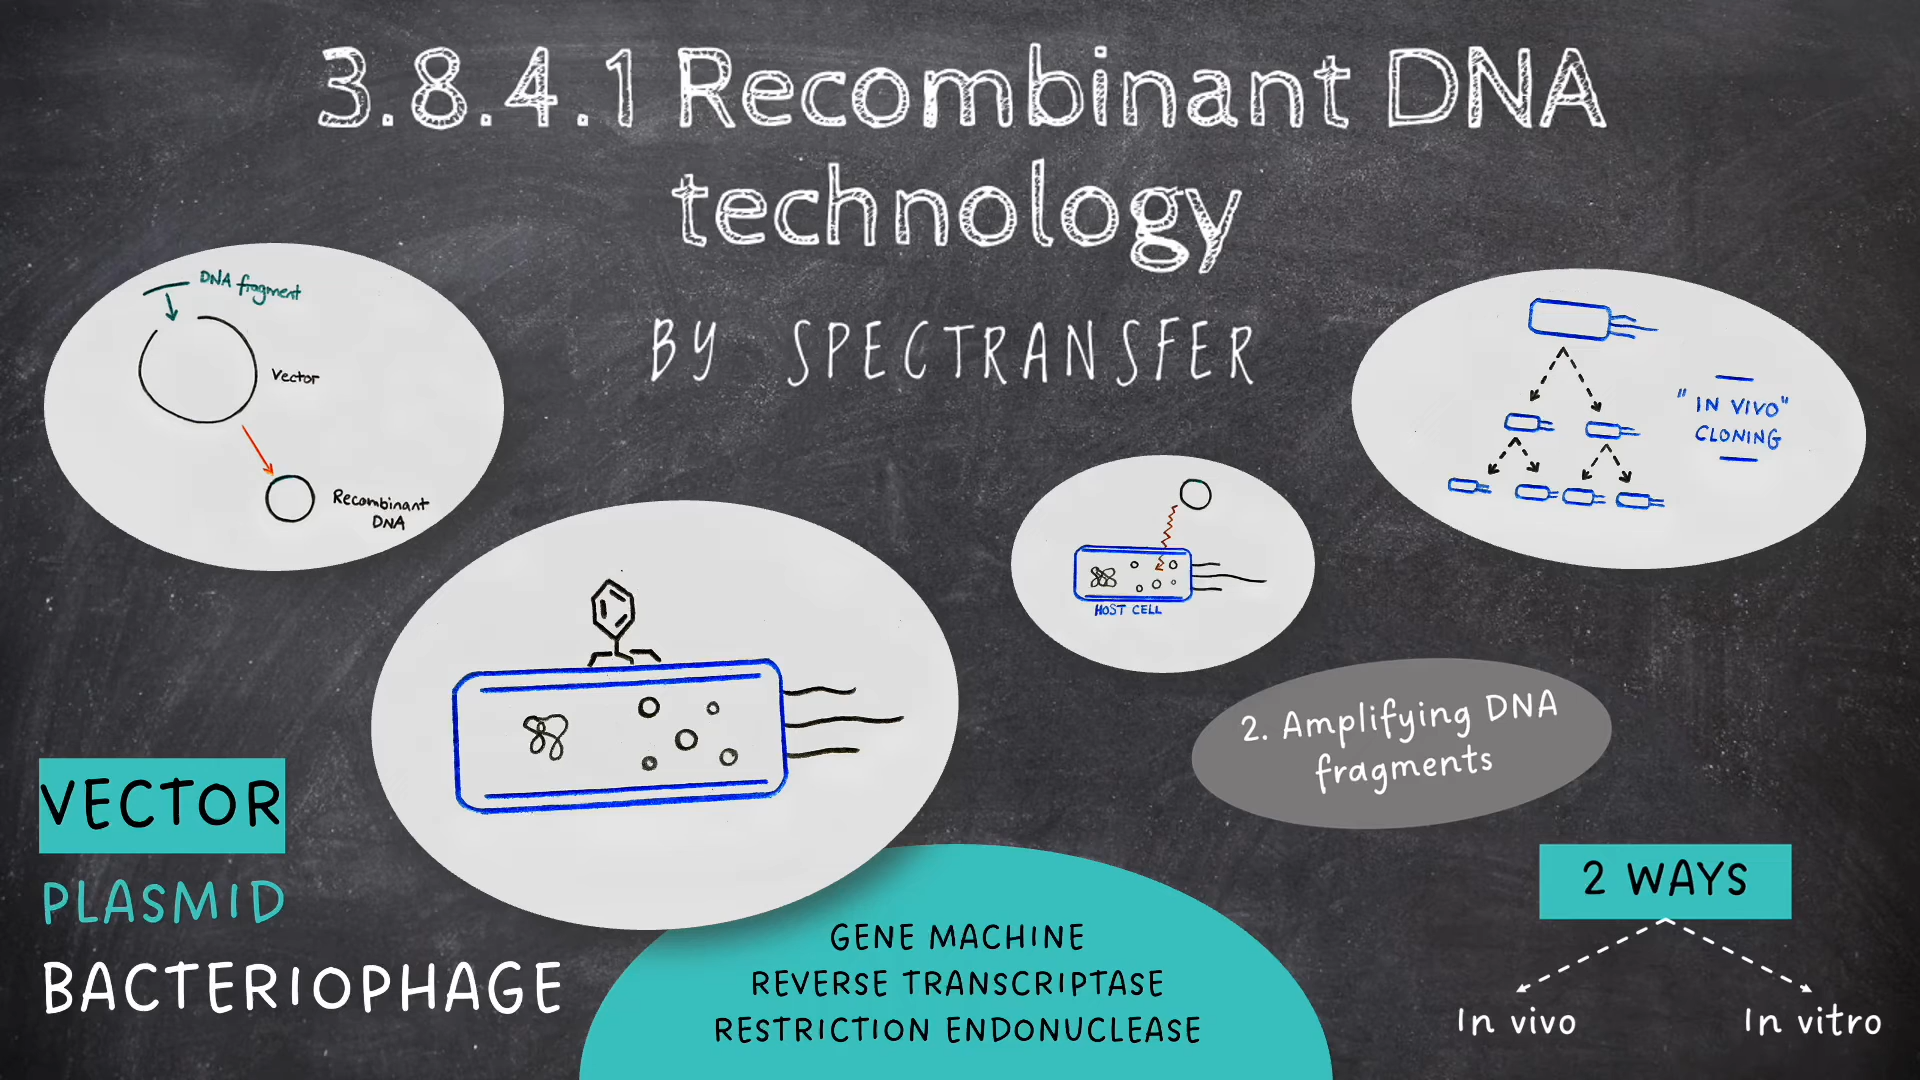 3.8.4.1 Recombinant DNA
technology
BY SPECTRANSFER
DNA fragment
Vector
Recombinant
DNA
"IN VIVO"
CLONING
HOST CELL
2. Amplifying DNA
fragments
VECTOR
PLASMID
BACTERIOPHAGE
GENE MACHINE
REVERSE TRANSCRIPTASE
RESTRICTION ENDONUCLEASE
2 WAYS
In vivo
In vitro